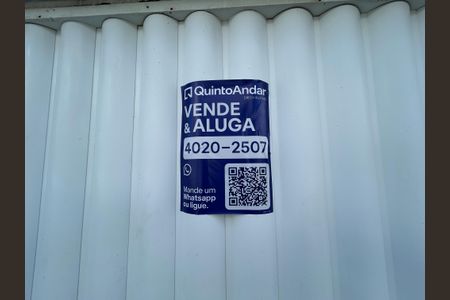 QuintoAndar
VENDE
& ALUGA
4020-2507
Mande um
Whatsapp
ou ligue.